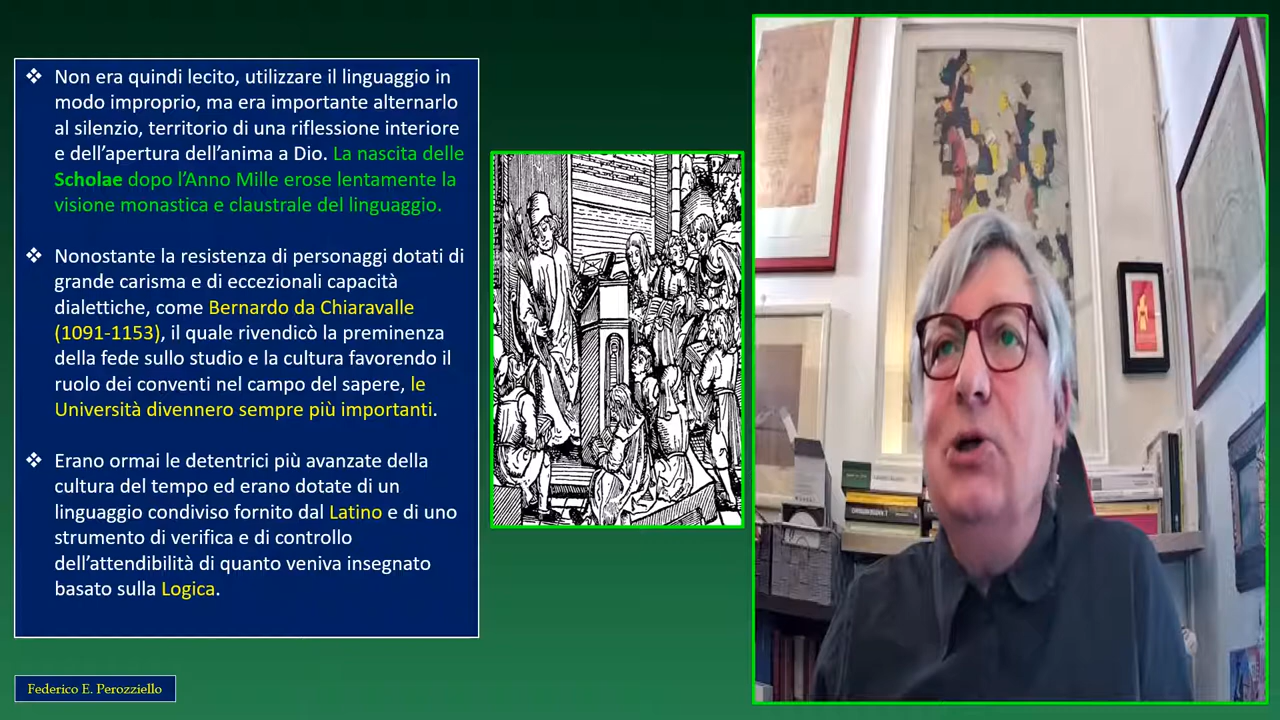 ❖ Non era quindi lecito, utilizzare il linguaggio in
modo improprio, ma era importante alternarlo
al silenzio, territorio di una riflessione interiore
e dell’apertura dell’anima a Dio. La nascita delle
Scholae dopo l’Anno Mille erose lentamente la
visione monastica e claustrale del linguaggio.
❖ Nonostante la resistenza di personaggi dotati di
grande carisma e di eccezionali capacità
dialettiche, come Bernardo da Chiaravalle
(1091-1153), il quale rivendicò la preminenza
della fede sullo studio e la cultura favorendo il
ruolo dei conventi nel campo del sapere, le
Università divennero sempre più importanti.
❖ Erano ormai le detentrici più avanzate della
cultura del tempo ed erano dotate di un
linguaggio condiviso fornito dal Latino e di uno
strumento di verifica e di controllo
dell’attendibilità di quanto veniva insegnato
basato sulla Logica.
Federico E. Perozziello